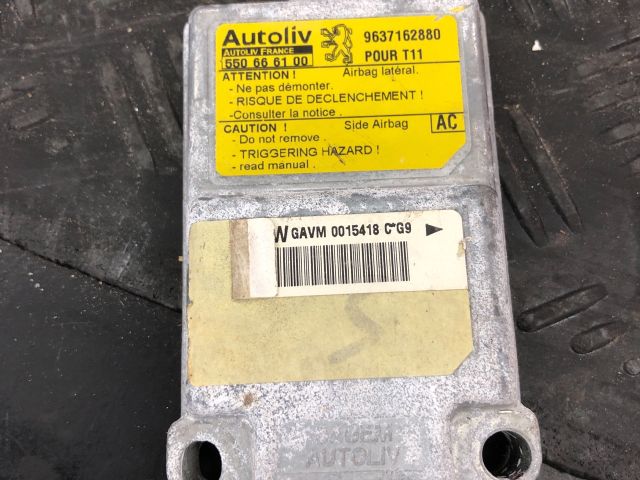 Autoliv
AUTOLIV FRANCE
550 66 61 00
9637162880
POUR T11
ATTENTION !
Airbag latéral.
- Ne pas démonter.
- RISQUE DE DECLENCHEMENT !
-Consulter la notice .
CAUTION !
Side Airbag
AC
- Do not remove .
- TRIGGERING HAZARD !
- read manual .
W GAVM 0015418 C*G9
S
AUTOLIV